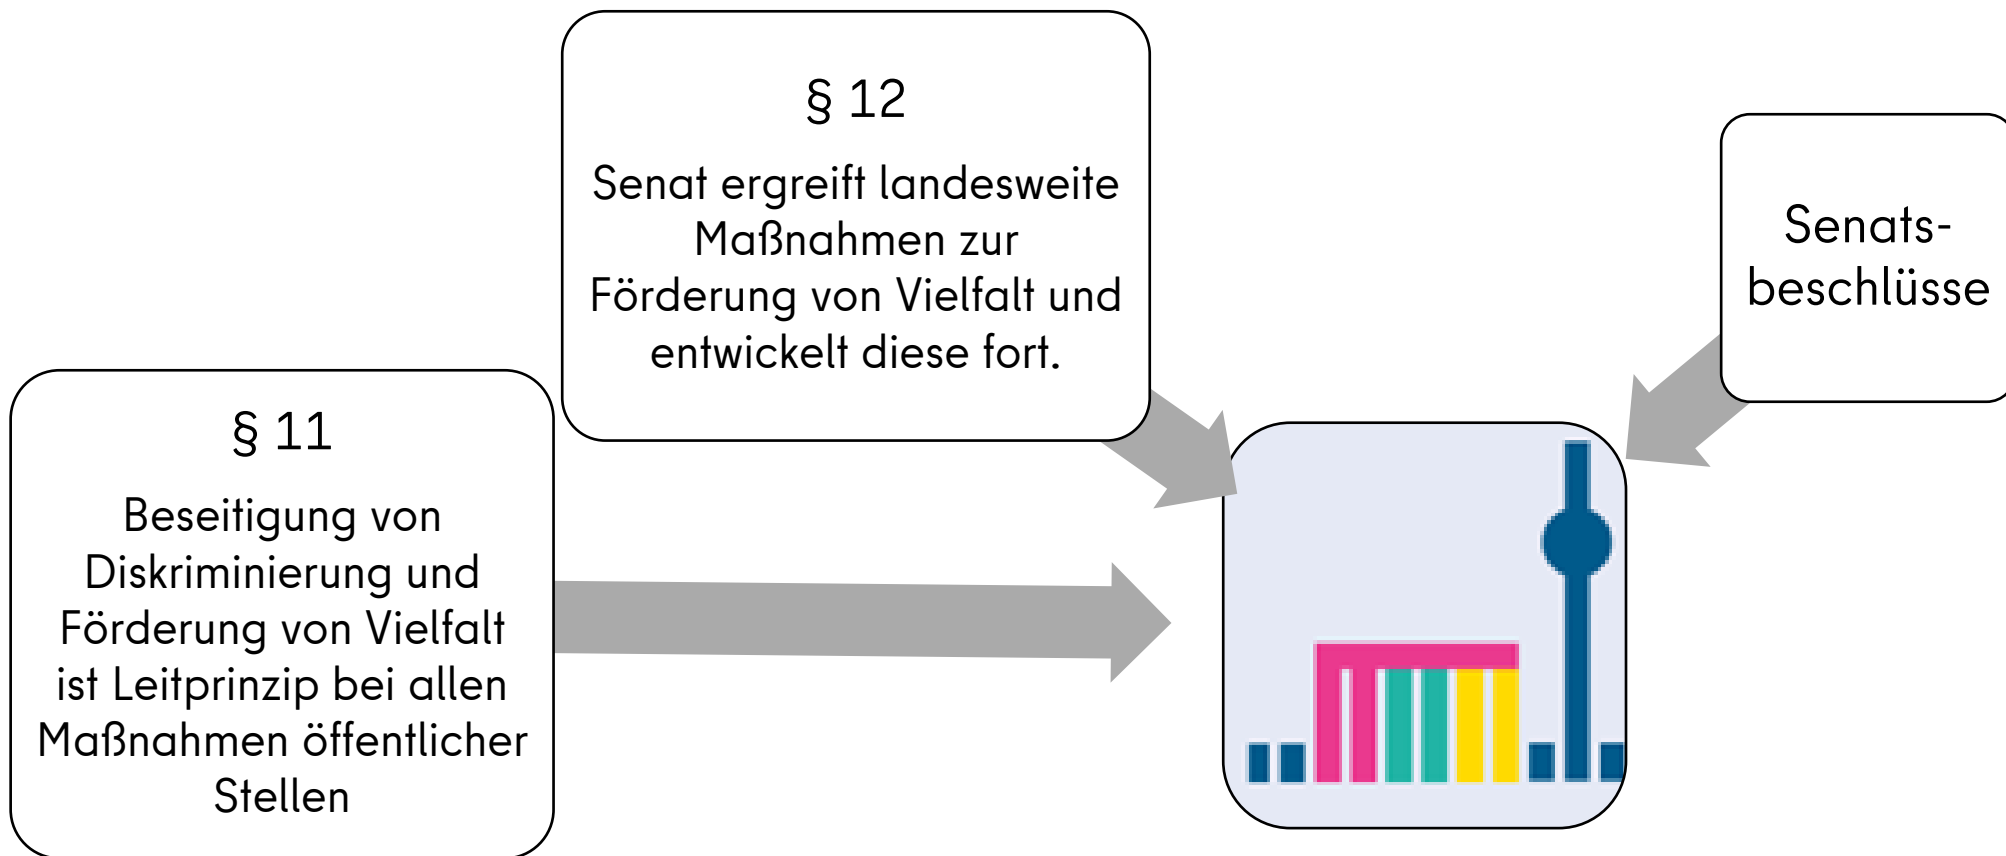 § 12
Senat ergreift landesweite
Maßnahmen zur
Förderung von Vielfalt und
entwickelt diese fort.
Senats-
beschlüsse
§ 11
Beseitigung von
Diskriminierung und
Förderung von Vielfalt
ist Leitprinzip bei allen
Maßnahmen öffentlicher
Stellen